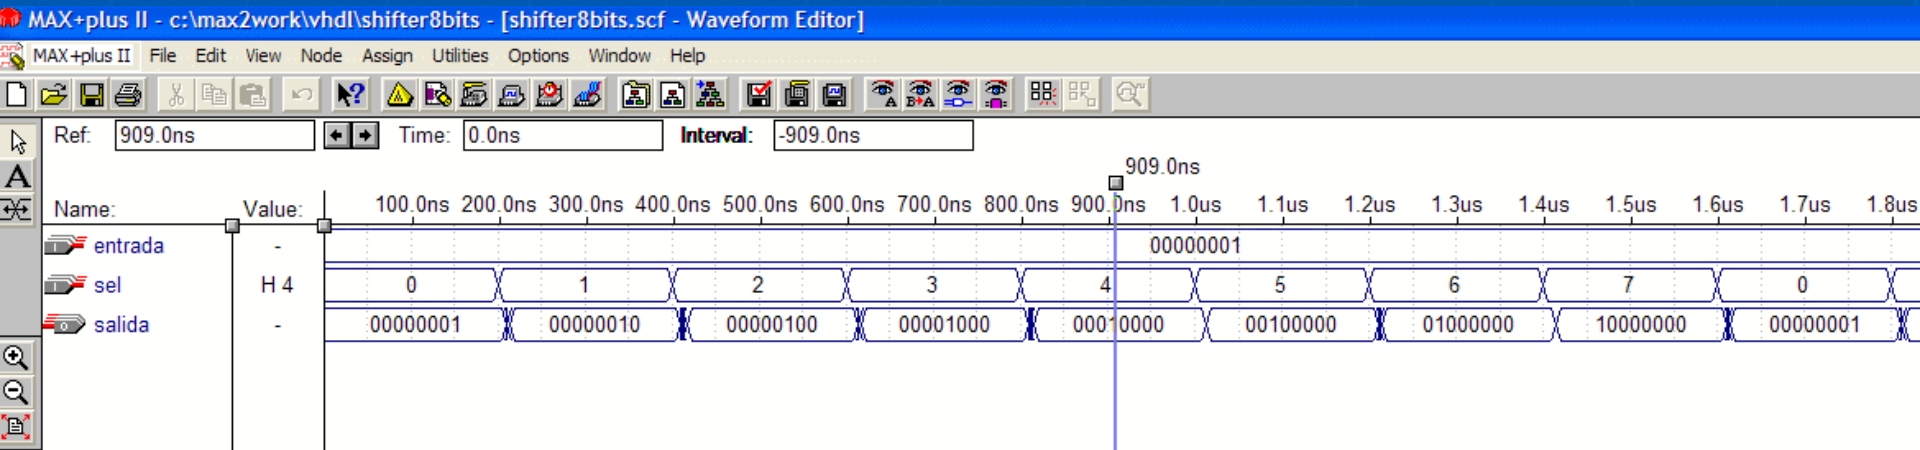 MAX+plus II - c:\max2work\vhdl\shifter8bits - [shifter8bits.scf - Waveform Editor]
MAX+plus II File Edit View Node Assign Utilities Options Window Help
Ref: 909.0ns Time: 0.0ns Interval: -909.0ns
909.0ns
Name: Value: 100.0ns 200.0ns 300.0ns 400.0ns 500.0ns 600.0ns 700.0ns 800.0ns 900.0ns 1.0us 1.1us 1.2us 1.3us 1.4us 1.5us 1.6us 1.7us 1.8us
entrada - 00000001
sel H 4 0 1 2 3 4 5 6 7 0
salida - 00000001 00000010 00000100 00001000 00010000 00100000 01000000 10000000 00000001